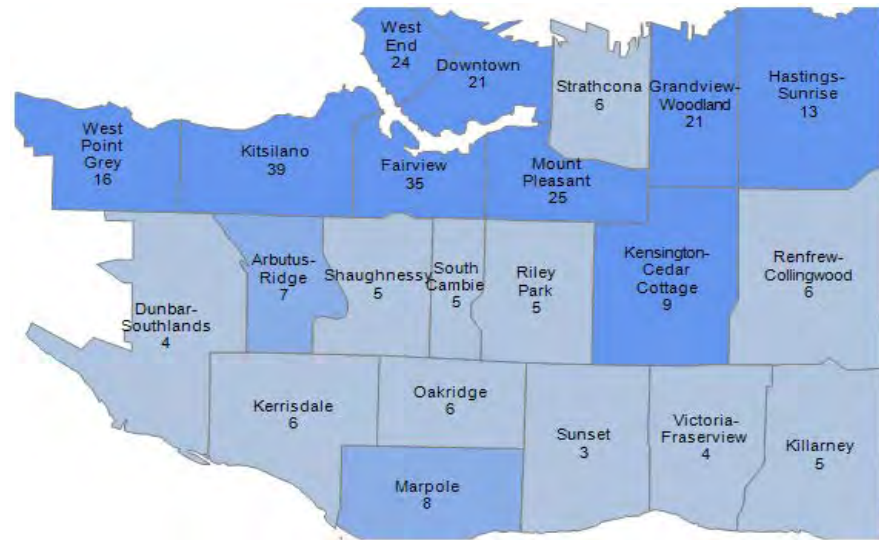 West
End
24
Downtown
21
Strathcona
6
Grandview-
Woodland
21
Hastings-
Sunrise
13
West
Point
Grey
16
Kitsilano
39
Fairview
35
Mount
Pleasant
25
Dunbar-
Southlands
4
Arbutus-
Ridge
7
Shaughnessy
5
South
Cambie
5
Riley
Park
5
Kensington-
Cedar
Cottage
9
Renfrew-
Collingwood
6
Kerrisdale
6
Oakridge
6
Marpole
8
Sunset
3
Victoria-
Fraserview
4
Killarney
5